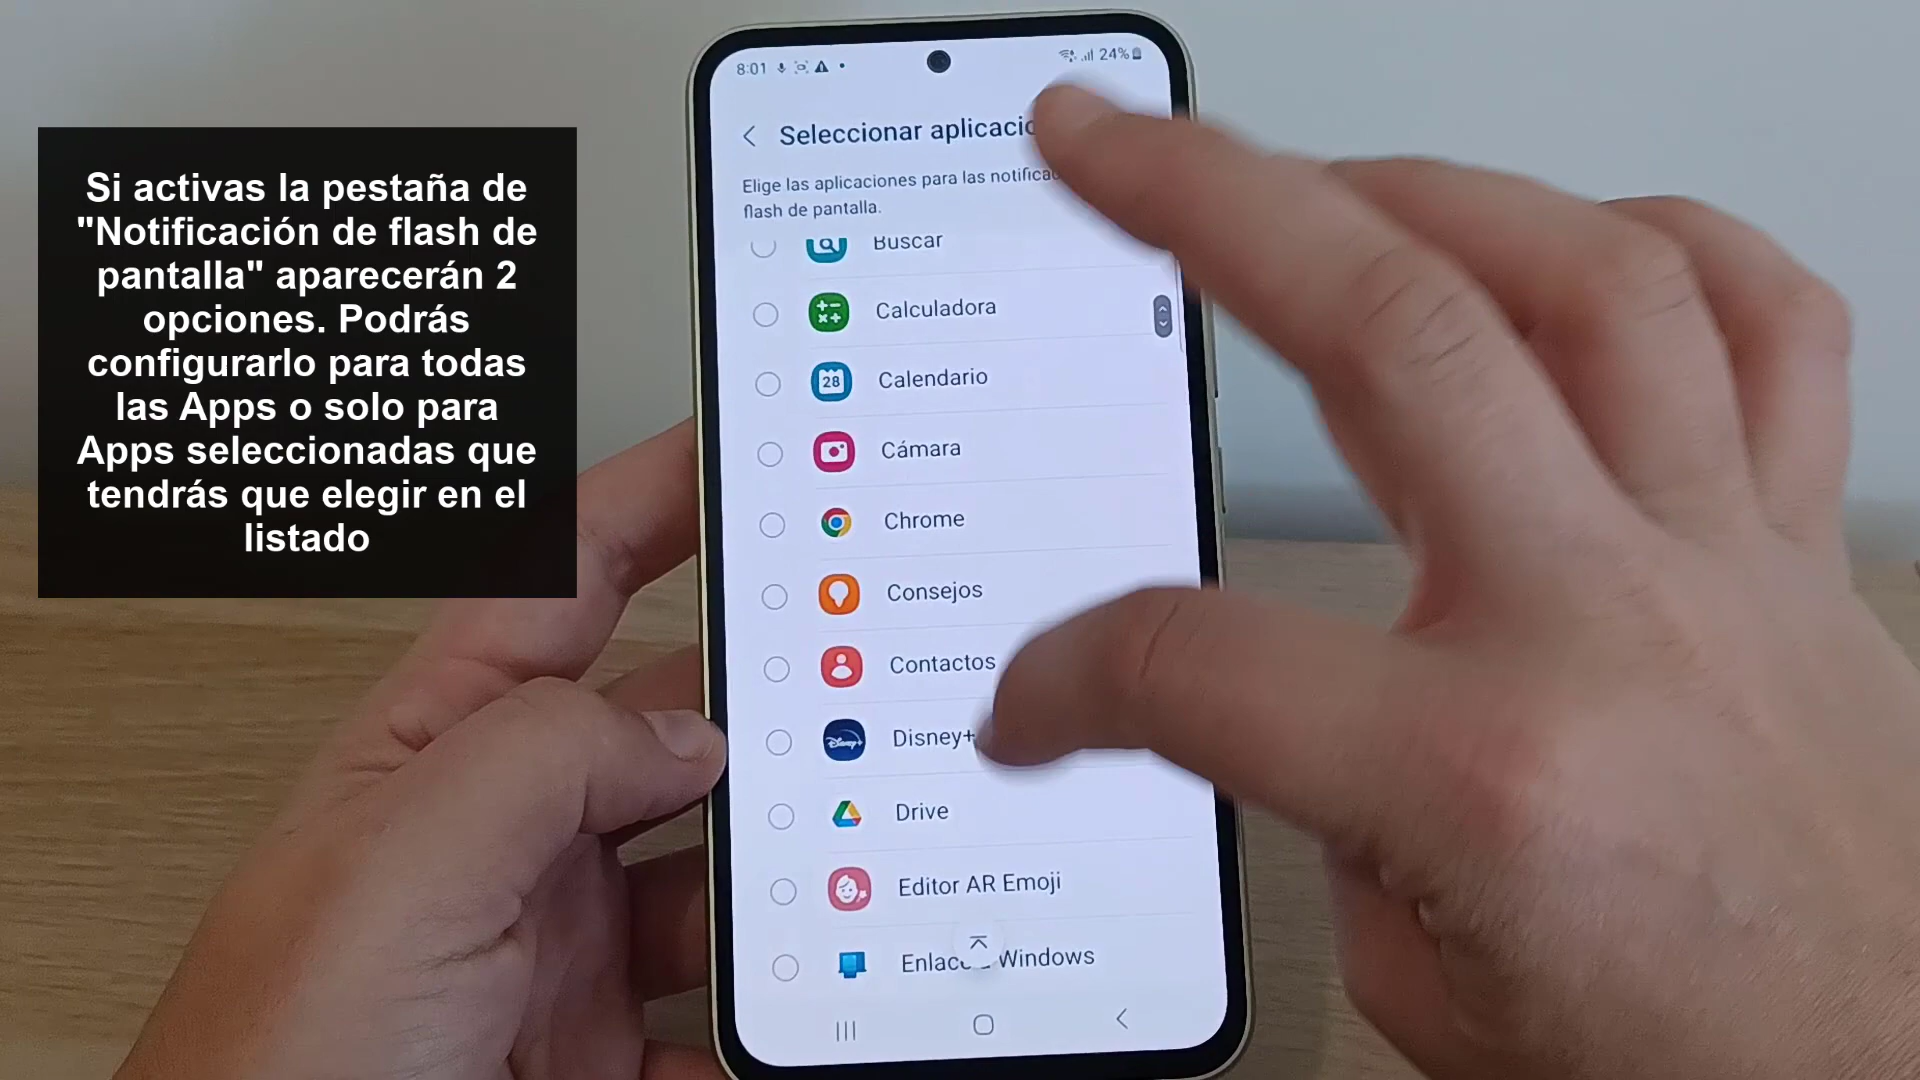 Si activas la pestaña de
"Notificación de flash de
pantalla" aparecerán 2
opciones. Podrás
configurarlo para todas
las Apps o solo para
Apps seleccionadas que
tendrás que elegir en el
listado
8:01
24%
Seleccionar
Elige las aplicaciones para las
flash de pantalla.
Buscar
Calculadora
28
Calendario
Cámara
Chrome
Consejos
Contactos
Disney+
Disney+
Drive
Editor AR Emoji
Windows